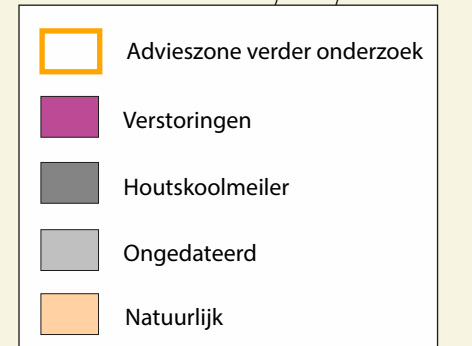 Advieszone verder onderzoek
Verstoringen
Houtskoolmeiler
Ongedateerd
Natuurlijk